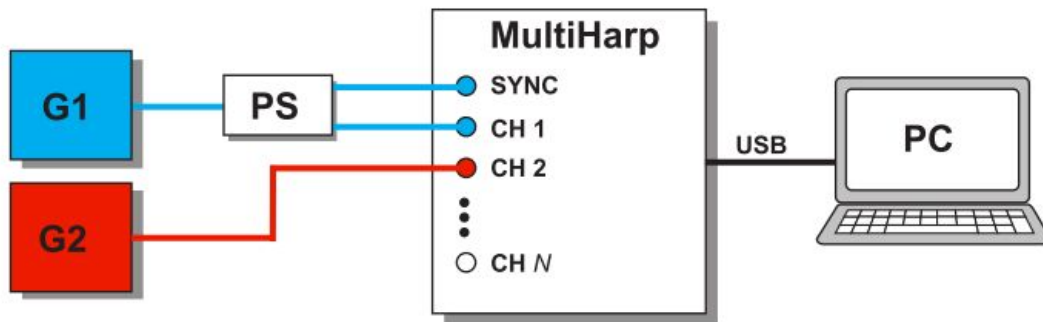 MultiHarp
G1
PS
SYNC
CH 1
CH 2
CH N
G2
USB
PC